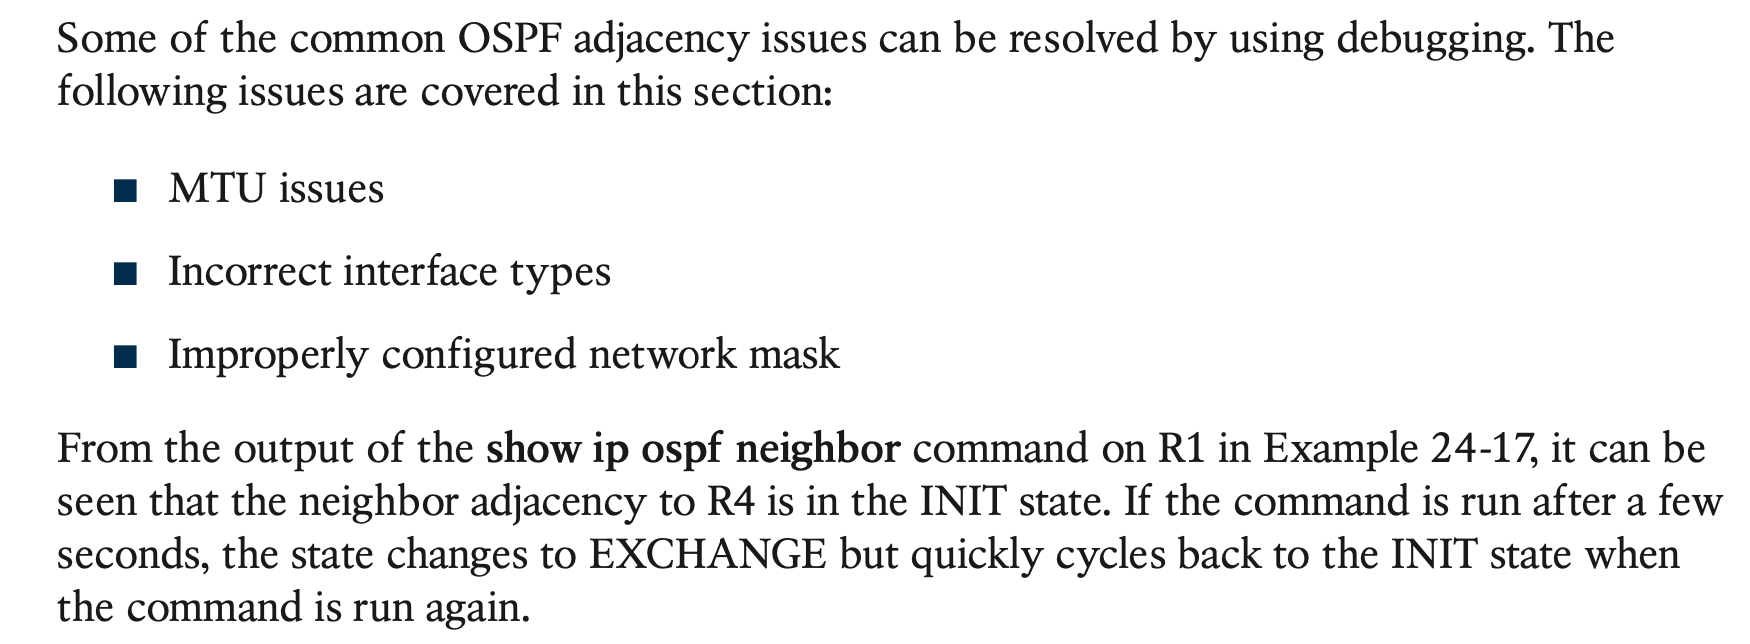 Some of the common OSPF adjacency issues can be resolved by using debugging. The
following issues are covered in this section:
■ MTU issues
■ Incorrect interface types
■ Improperly configured network mask
From the output of the show ip ospf neighbor command on R1 in Example 24-17, it can be
seen that the neighbor adjacency to R4 is in the INIT state. If the command is run after a few
seconds, the state changes to EXCHANGE but quickly cycles back to the INIT state when
the command is run again.